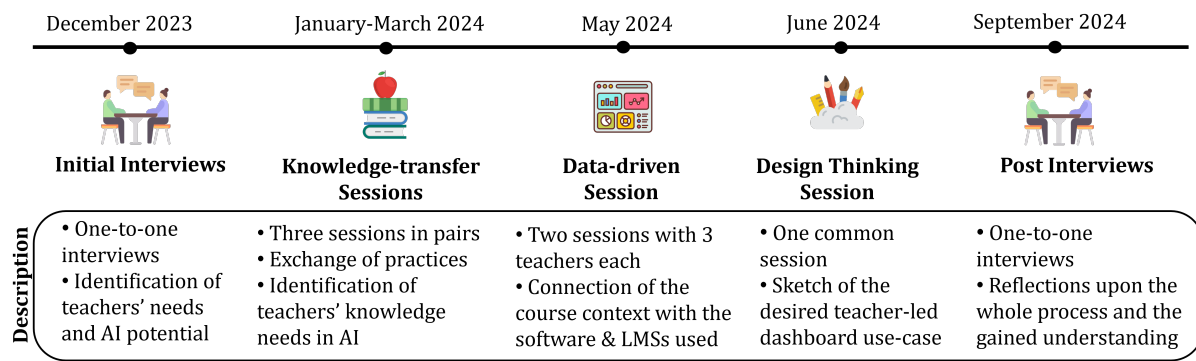 December 2023
January-March 2024
May 2024
June 2024
September 2024
Initial Interviews
Knowledge-transfer
Sessions
Data-driven
Session
Design Thinking
Session
Post Interviews
Description
• One-to-one
interviews
• Identification of
teachers' needs
and AI potential
• Three sessions in pairs
• Exchange of practices
• Identification of
teachers' knowledge
needs in AI
• Two sessions with 3
teachers each
• Connection of the
course context with the
software & LMSs used
• One common
session
• Sketch of the
desired teacher-led
dashboard use-case
• One-to-one
interviews
• Reflections upon the
whole process and the
gained understanding